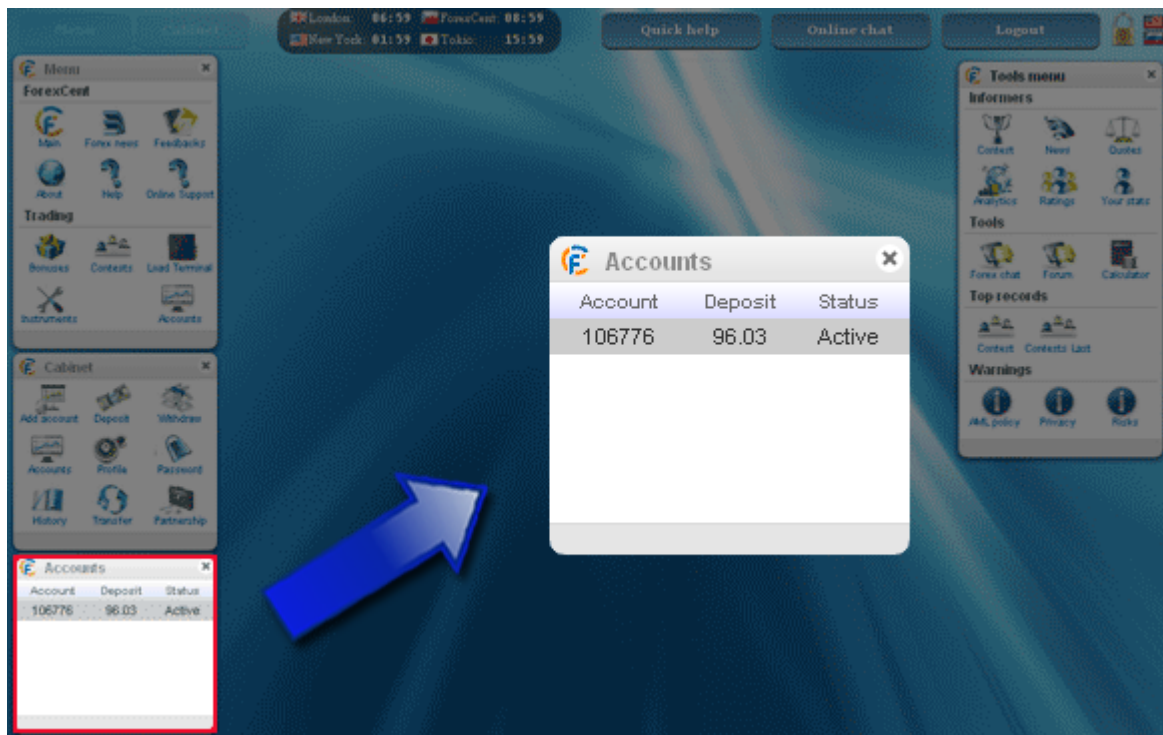 London: 06:59 ForexCent: 08:59
New York: 01:59 Tokio: 15:59
Quick help
Online chat
Logout
Menu
ForexCent
Main Forex news Feedbacks
About Help Online Support
Trading
Bonuses Contests Load Terminal
Instruments Accounts
Cabinet
Add account Deposit Withdraw
Accounts Profile Password
History Transfer Partnership
Accounts
Account Deposit Status
106776 96.03 Active
Accounts
Account Deposit Status
106776 96.03 Active
Tools menu
Informers
Contest News Quotes
Analytics Ratings Your stats
Tools
Forex chat Forum Calculator
Top records
Contest Contests Last
Warnings
AML policy Privacy Risks